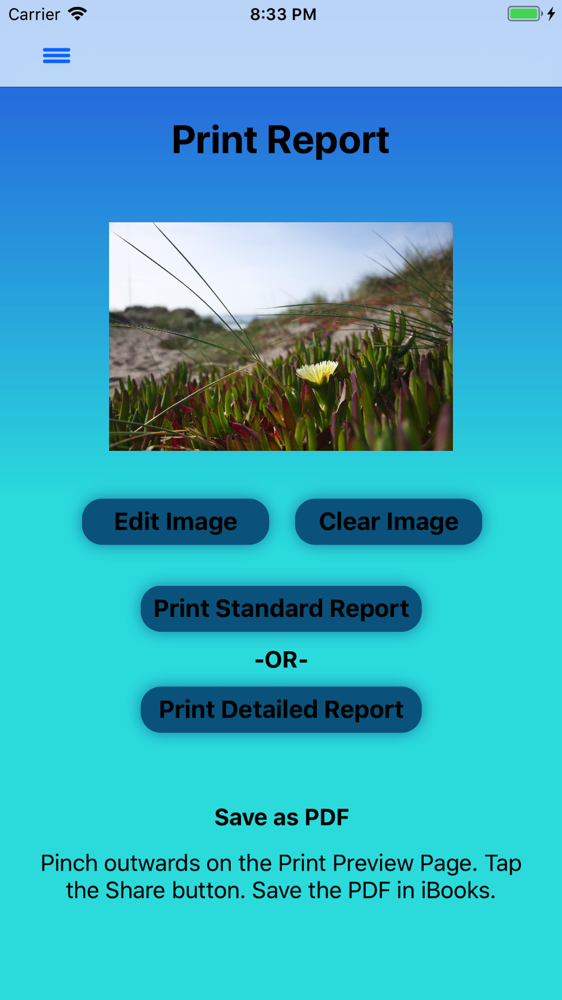 Carrier 8:33 PM
Print Report
Edit Image Clear Image
Print Standard Report
-OR-
Print Detailed Report
Save as PDF
Pinch outwards on the Print Preview Page. Tap
the Share button. Save the PDF in iBooks.